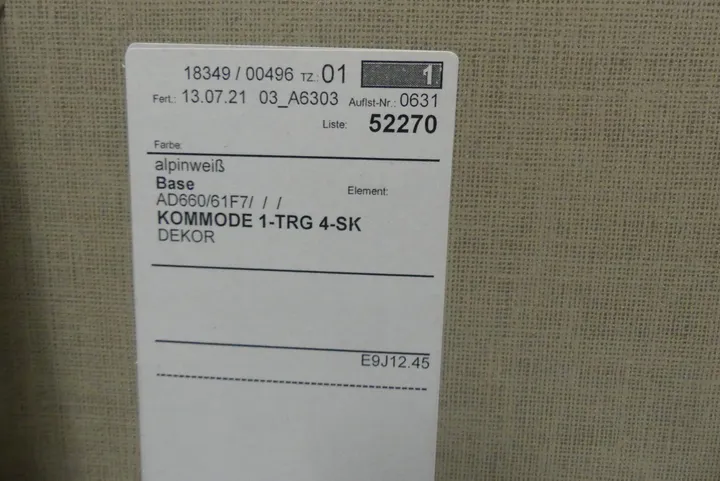 18349 / 00496 TZ.: 01 1
Fert.: 13.07.21 03_A6303 Auflst-Nr.: 0631
Liste: 52270
Farbe:
alpinweiß
Base Element:
AD660/61F7/ / /
KOMMODE 1-TRG 4-SK
DEKOR
E9J12.45